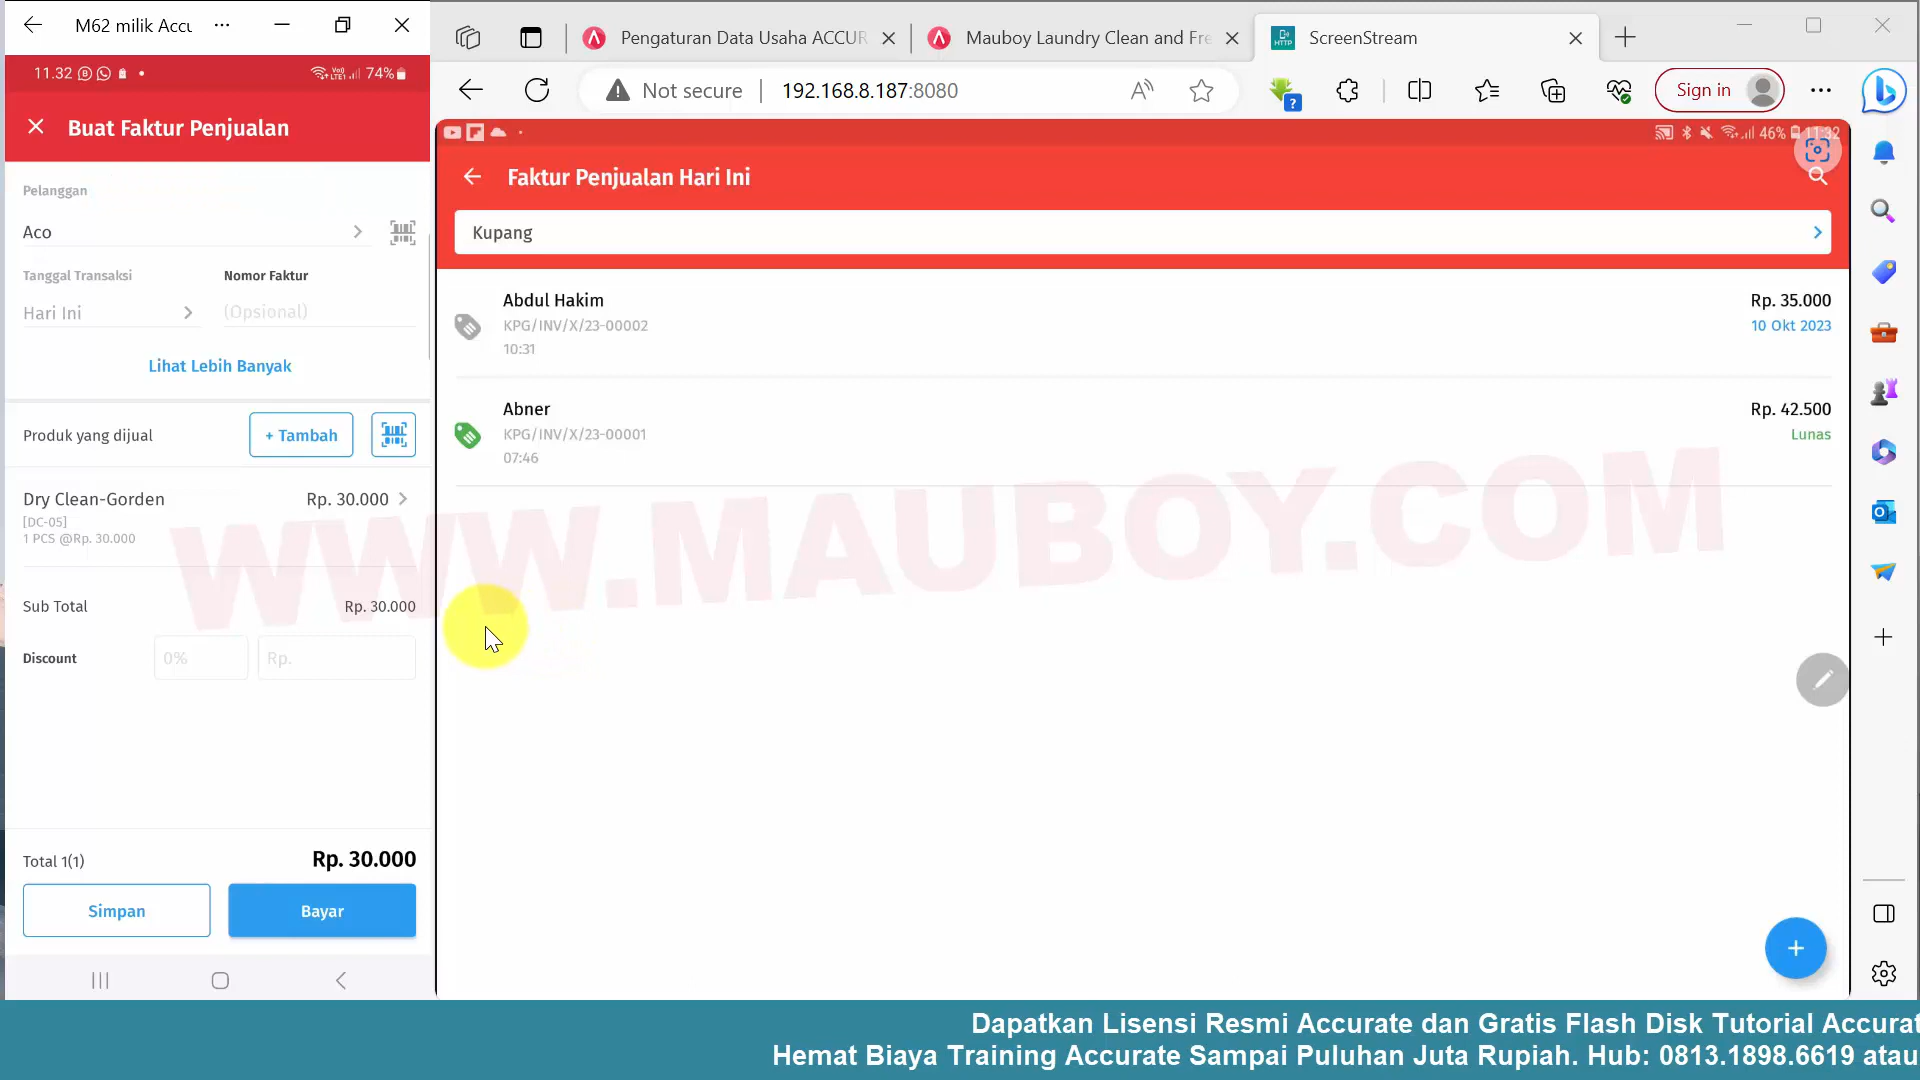 M62 milik Accu ...
11.32
74%
Buat Faktur Penjualan
Pelanggan
Aco
Tanggal Transaksi
Nomor Faktur
Hari Ini
(Opsional)
Lihat Lebih Banyak
Produk yang dijual
+ Tambah
Dry Clean-Gorden
Rp. 30.000
[DC-05]
1 PCS @Rp. 30.000
Sub Total
Rp. 30.000
Discount
0%
Rp.
Total 1(1)
Rp. 30.000
Simpan
Bayar
Pengaturan Data Usaha ACCUR
Mauboy Laundry Clean and Fre
ScreenStream
Not secure
192.168.8.187:8080
Sign in
46%
11:32
Faktur Penjualan Hari Ini
Kupang
Abdul Hakim
Rp. 35.000
KPG/INV/X/23-00002
10 Okt 2023
10:31
Abner
Rp. 42.500
KPG/INV/X/23-00001
Lunas
07:46
WWW.MAUBOY.COM
Dapatkan Lisensi Resmi Accurate dan Gratis Flash Disk Tutorial Accurat
Hemat Biaya Training Accurate Sampai Puluhan Juta Rupiah. Hub: 0813.1898.6619 atau